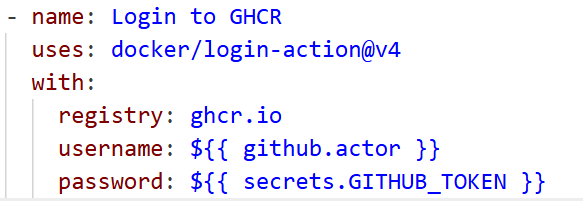 - name: Login to GHCR
  uses: docker/login-action@v4
  with:
    registry: ghcr.io
    username: ${{ github.actor }}
    password: ${{ secrets.GITHUB_TOKEN }}